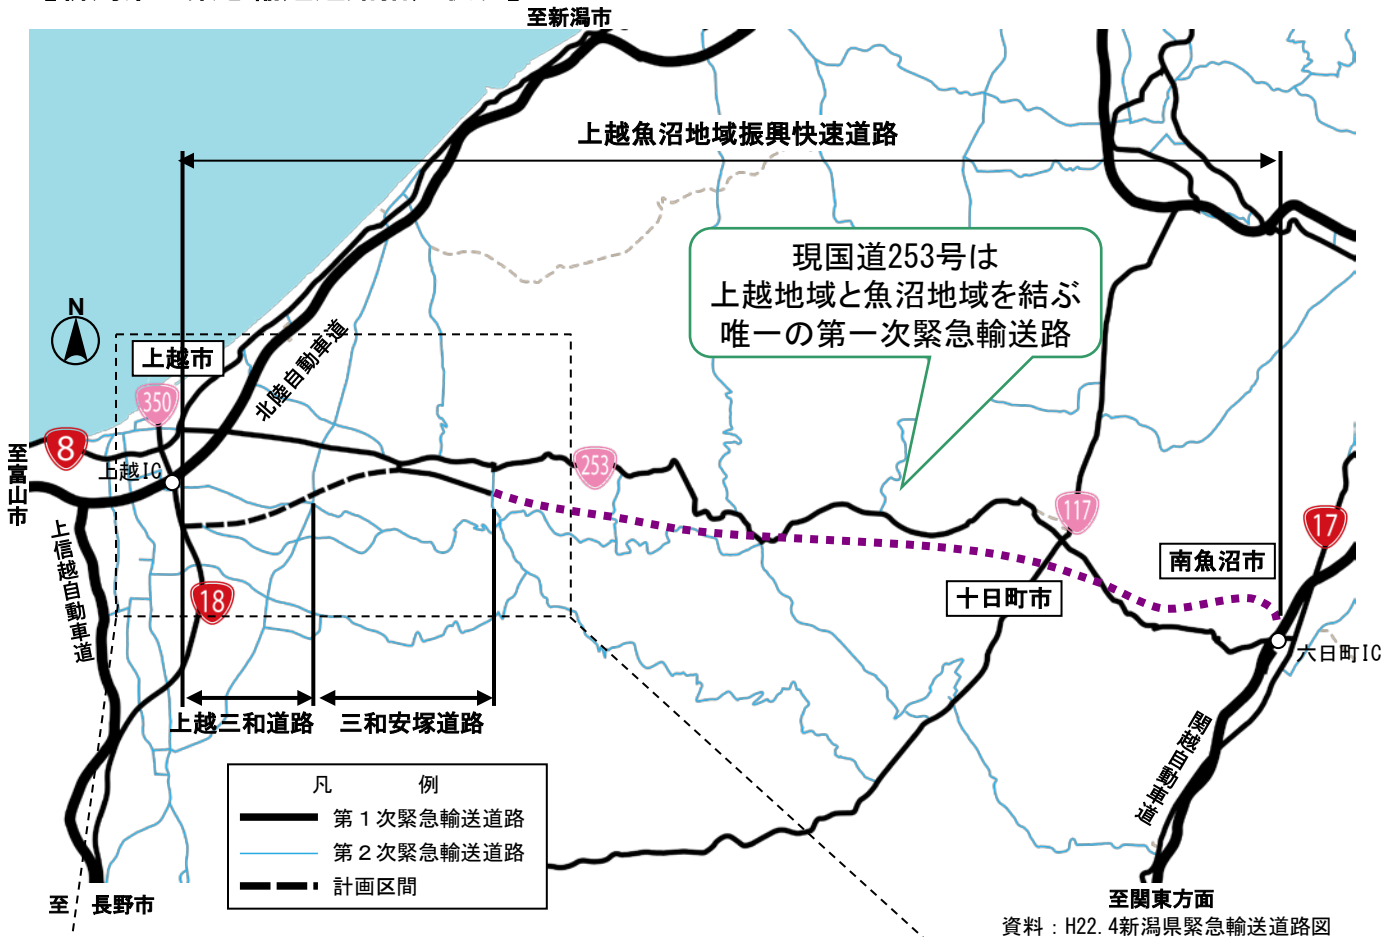 至新潟市
上越魚沼地域振興快速道路
現国道253号は
上越地域と魚沼地域を結ぶ
唯一の第一次緊急輸送路
N
上越市
北陸自動車道
350
8
上越IC
至富山市
253
117
17
南魚沼市
上信越自動車道
18
十日町市
六日町IC
上越三和道路
三和安塚道路
関越自動車道
凡 例
第１次緊急輸送道路
第２次緊急輸送道路
計画区間
至 長野市
至関東方面
資料：H22.4新潟県緊急輸送道路図